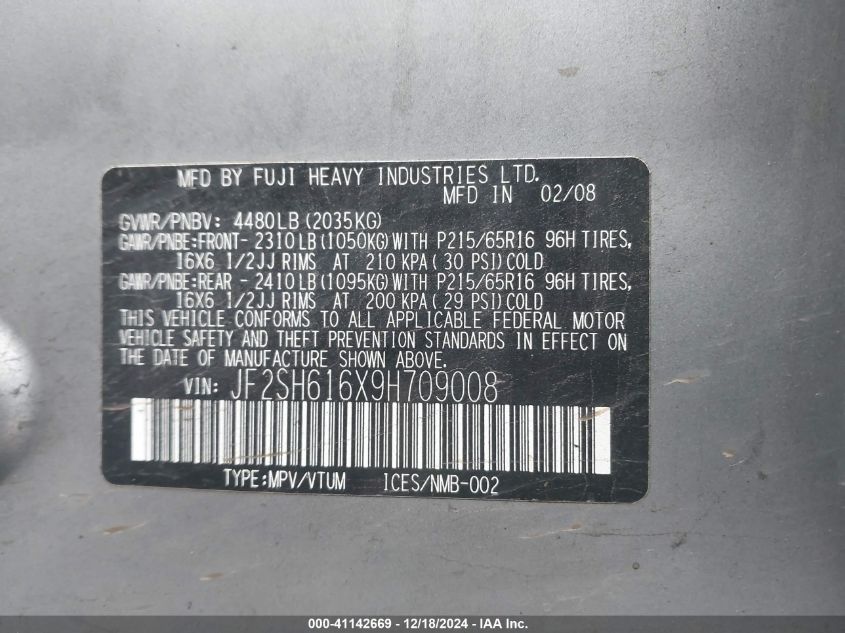 MFD BY FUJI HEAVY INDUSTRIES LTD.
MFD IN 02/08
GVWR/PNBV: 4480LB(2035KG)
GAWR/PNBE:FRONT- 2310LB(1050KG)WITH P215/65R16 96H TIRES,
16X6 1/2JJ RIMS AT 210 KPA( 30 PSI)COLD
GAWR/PNBE:REAR - 2410LB(1095KG)WITH P215/65R16 96H TIRES,
16X6 1/2JJ RIMS AT 200 KPA( 29 PSI)COLD
THIS VEHICLE CONFORMS TO ALL APPLICABLE FEDERAL MOTOR
VEHICLE SAFETY AND THEFT PREVENTION STANDARDS IN EFFECT ON
THE DATE OF MANUFACTURE SHOWN ABOVE.
VIN: JF2SH616X9H709008
TYPE:MPV/VTUM ICES/NMB-002
000-41142669 - 12/18/2024 - IAA Inc.